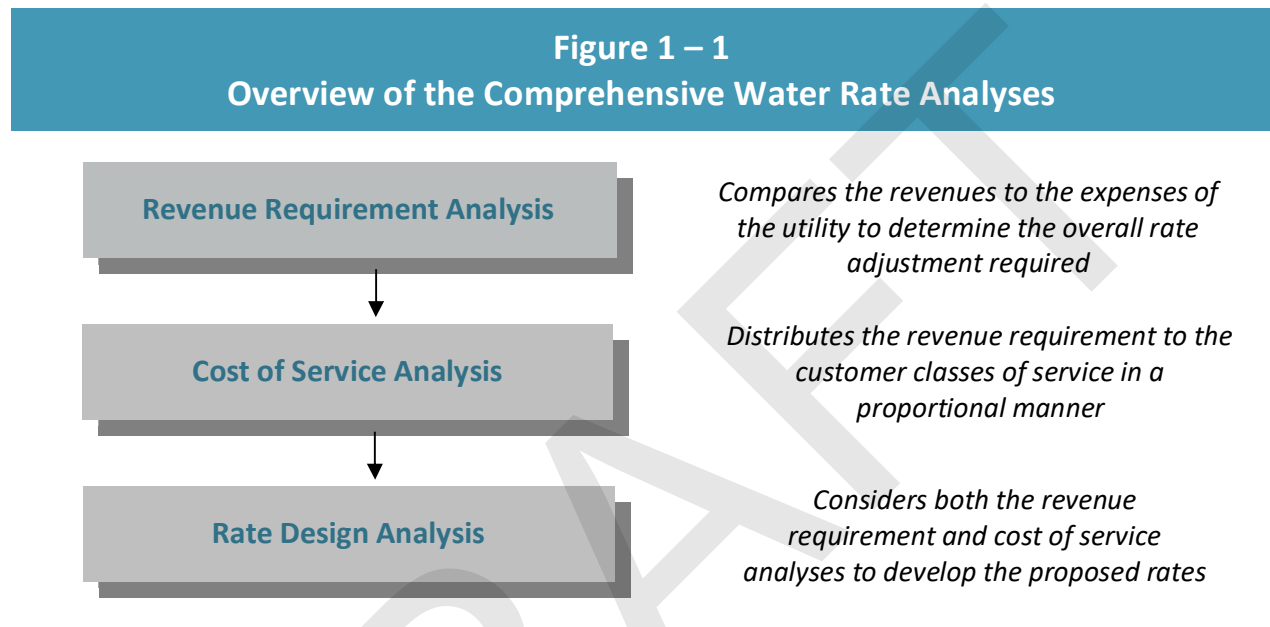 Figure 1 – 1
Overview of the Comprehensive Water Rate Analyses
Revenue Requirement Analysis
Compares the revenues to the expenses of
the utility to determine the overall rate
adjustment required
Cost of Service Analysis
Distributes the revenue requirement to the
customer classes of service in a
proportional manner
Rate Design Analysis
Considers both the revenue
requirement and cost of service
analyses to develop the proposed rates
DRAFT